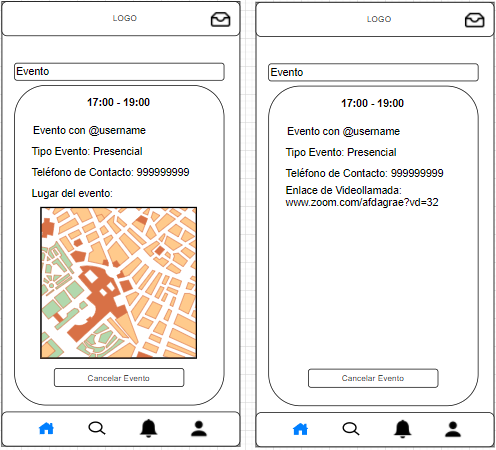 LOGO
Evento
17:00 - 19:00
Evento con @username
Tipo Evento: Presencial
Teléfono de Contacto: 999999999
Lugar del evento:
Cancelar Evento
LOGO
Evento
17:00 - 19:00
Evento con @username
Tipo Evento: Presencial
Teléfono de Contacto: 999999999
Enlace de Videollamada:
www.zoom.com/afdagrae?vd=32
Cancelar Evento